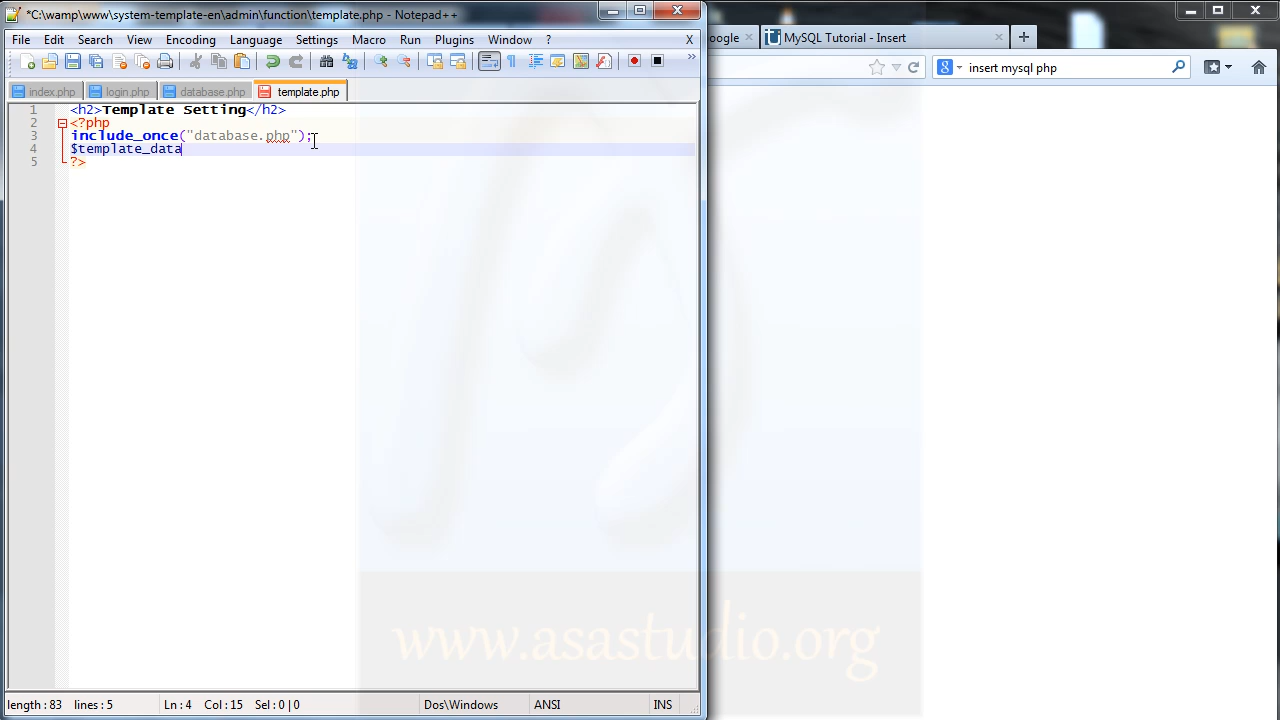 *C:\wamp\www\system-template-en\admin\function\template.php - Notepad++
File Edit Search View Encoding Language Settings Macro Run Plugins Window ? X
index.php login.php database.php template.php
1 <h2>Template Setting</h2>
2 <?php
3 include_once("database.php");
4 $template_data
5 ?>
length : 83 lines : 5 Ln : 4 Col : 15 Sel : 0 | 0 Dos\Windows ANSI INS
oogle MySQL Tutorial - Insert
insert mysql php
www.asastudio.org